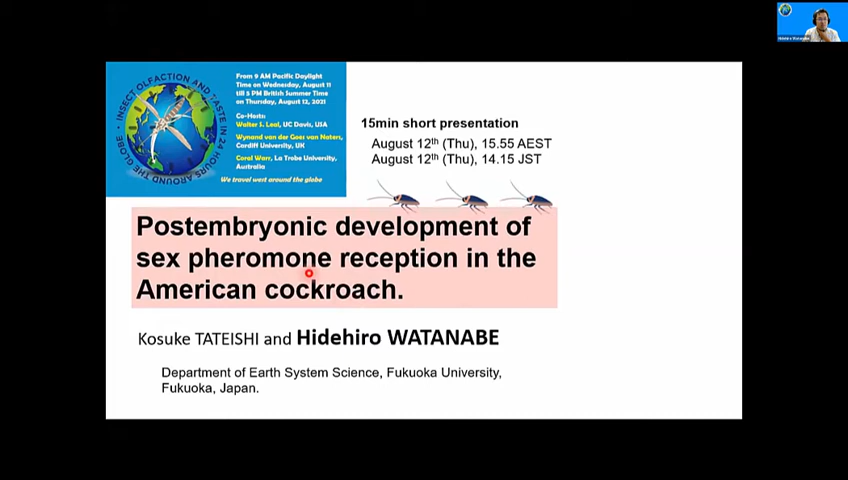 INSECT OLFACTION AND TASTE IN 24 HOURS AROUND THE GLOBE
From 9 AM Pacific Daylight
Time on Wednesday, August 11
till 5 PM British Summer Time
on Thursday, August 12, 2021
Co-Hosts:
Walter S. Leal, UC Davis, USA
Wynand van der Goes van Naters,
Cardiff University, UK
Coral Warr, La Trobe University,
Australia
We travel west around the globe
15min short presentation
August 12th (Thu), 15.55 AEST
August 12th (Thu), 14.15 JST
Postembryonic development of
sex pheromone reception in the
American cockroach.
Kosuke TATEISHI and Hidehiro WATANABE
Department of Earth System Science, Fukuoka University,
Fukuoka, Japan.